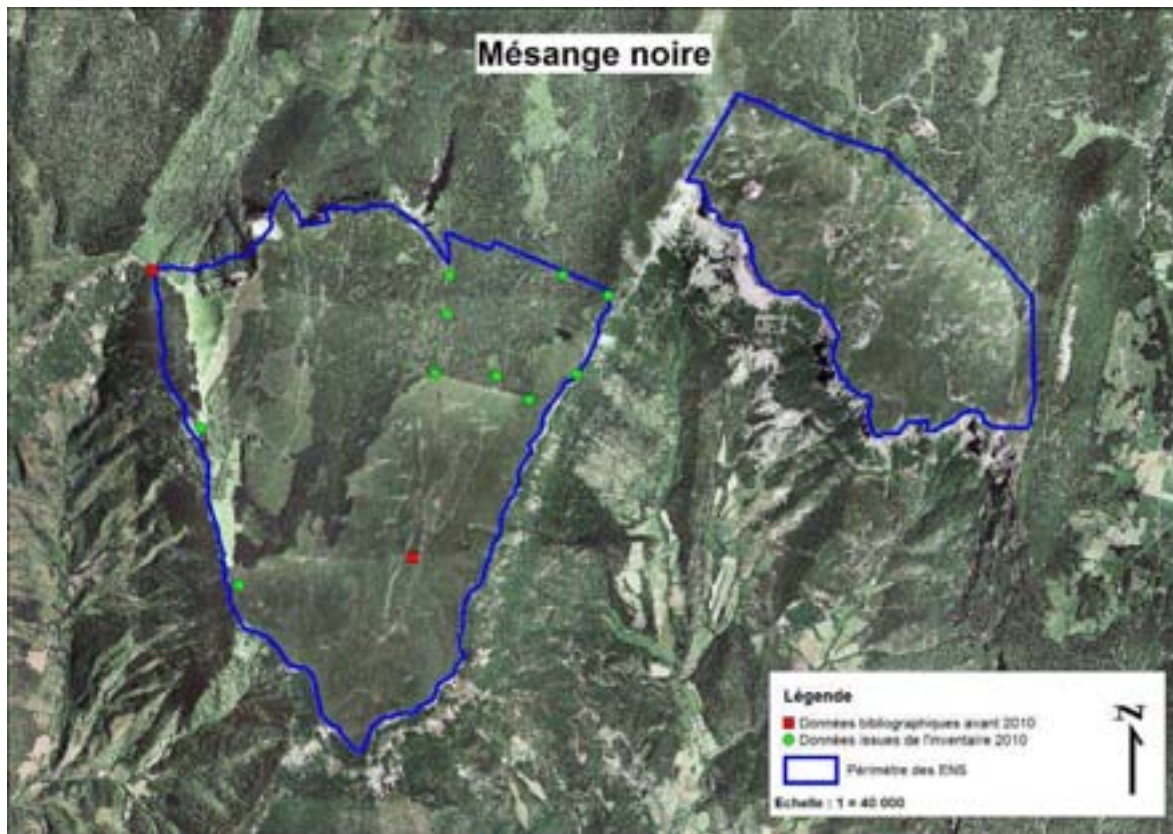 Mésange noire
Légende
Données bibliographiques avant 2010
Données issues de l'inventaire 2010
Périmètre des ENS
N
Echelle : 1 = 40 000